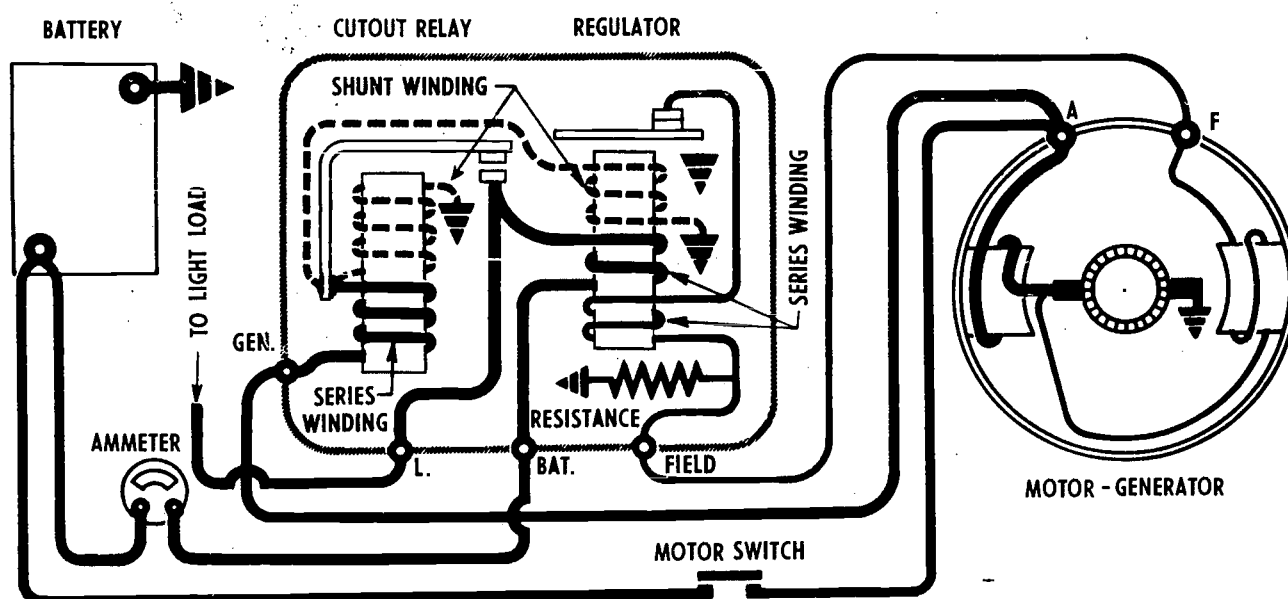 BATTERY
CUTOUT RELAY
REGULATOR
SHUNT WINDING
A
F
TO LIGHT LOAD
SERIES WINDING
GEN.
SERIES
WINDING
RESISTANCE
AMMETER
L.
BAT.
FIELD
MOTOR - GENERATOR
MOTOR SWITCH